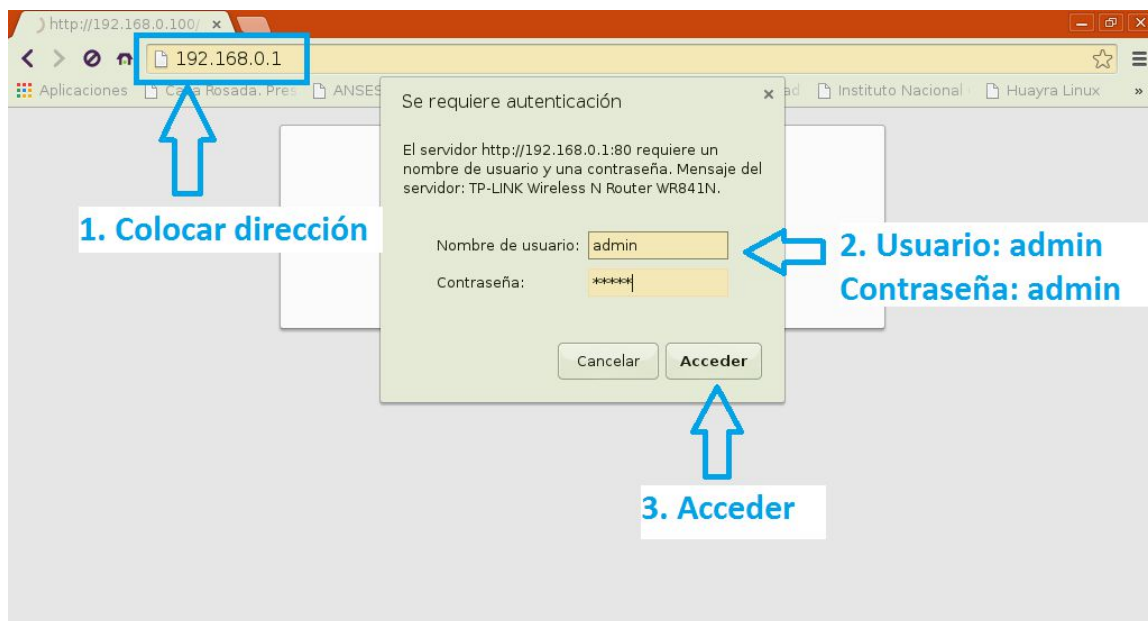 http://192.168.0.100/
192.168.0.1
Aplicaciones
Rosada. Pres
ANSES
ad
Instituto Nacional
Huayra Linux
»
Se requiere autenticación
El servidor http://192.168.0.1:80 requiere un
nombre de usuario y una contraseña. Mensaje del
servidor: TP-LINK Wireless N Router WR841N.
1. Colocar dirección
Nombre de usuario: admin
Contraseña: *****
2. Usuario: admin
Contraseña: admin
Cancelar
Acceder
3. Acceder